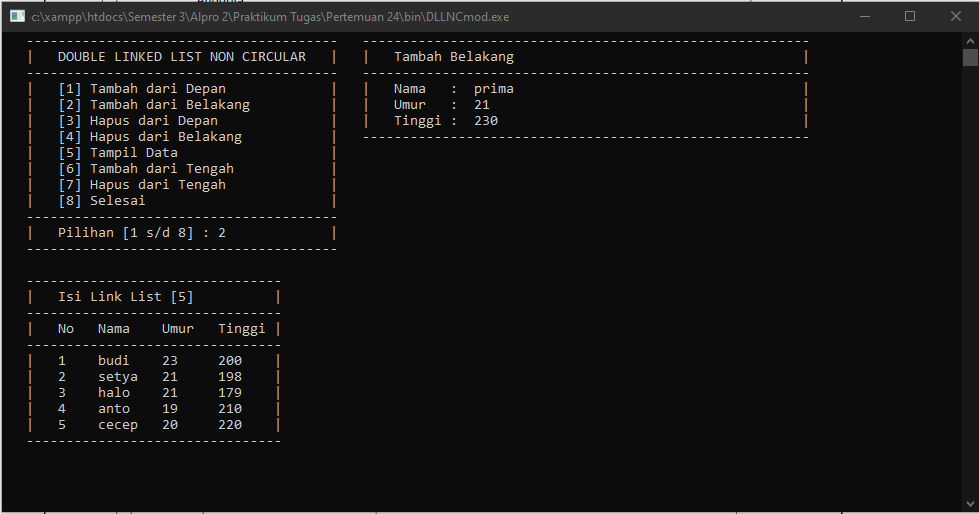 c:\xampp\htdocs\Semester 3\Alpro 2\Praktikum Tugas\Pertemuan 24\bin\DLLNCmod.exe
DOUBLE LINKED LIST NON CIRCULAR
[1] Tambah dari Depan
[2] Tambah dari Belakang
[3] Hapus dari Depan
[4] Hapus dari Belakang
[5] Tampil Data
[6] Tambah dari Tengah
[7] Hapus dari Tengah
[8] Selesai
Pilihan [1 s/d 8] : 2
Tambah Belakang
Nama : prima
Umur : 21
Tinggi : 230
Isi Link List [5]
No Nama Umur Tinggi
1 budi 23 200
2 setya 21 198
3 halo 21 179
4 anto 19 210
5 cecep 20 220